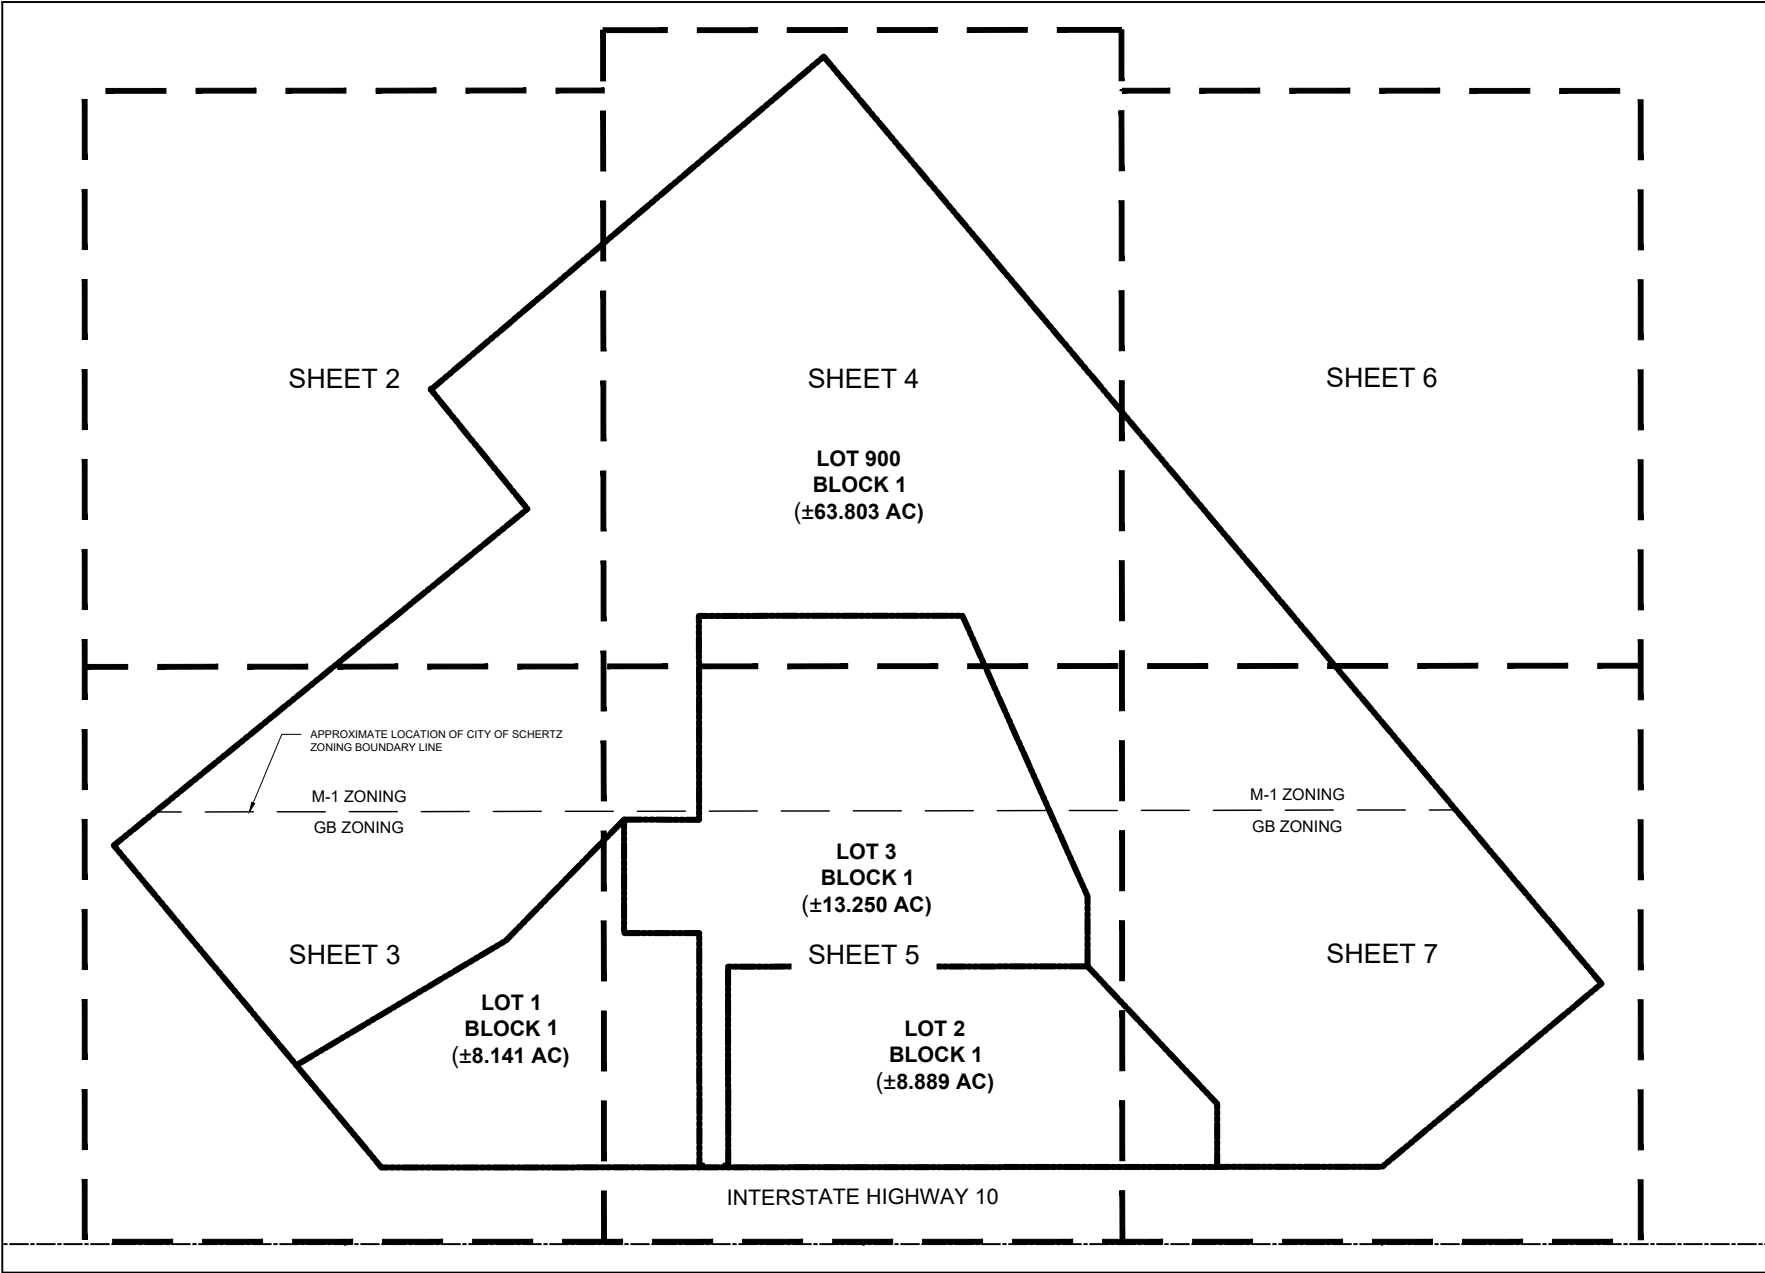 SHEET 2
SHEET 4
SHEET 6
LOT 900
BLOCK 1
(±63.803 AC)
APPROXIMATE LOCATION OF CITY OF SCHERTZ
ZONING BOUNDARY LINE
M-1 ZONING
GB ZONING
M-1 ZONING
GB ZONING
LOT 3
BLOCK 1
(±13.250 AC)
SHEET 3
SHEET 5
SHEET 7
LOT 1
BLOCK 1
(±8.141 AC)
LOT 2
BLOCK 1
(±8.889 AC)
INTERSTATE HIGHWAY 10